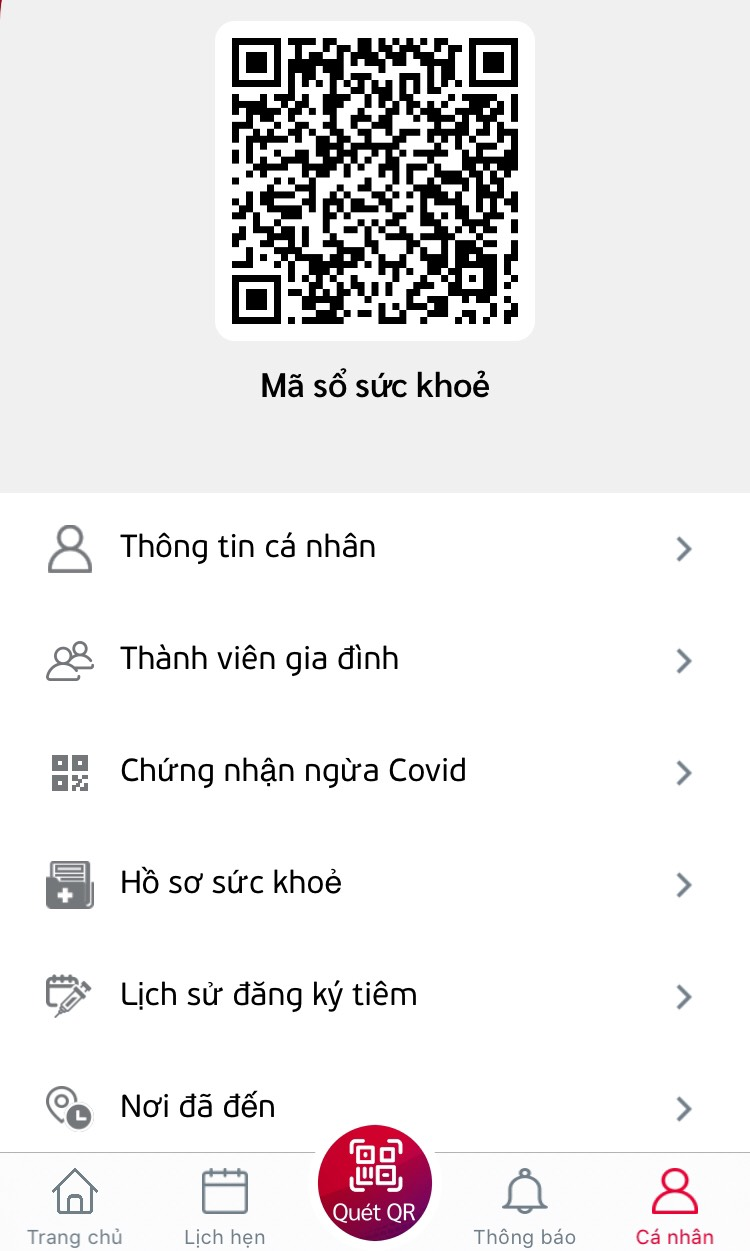 Mã sổ sức khoẻ
Thông tin cá nhân
Thành viên gia đình
Chứng nhận ngừa Covid
Hồ sơ sức khoẻ
Lịch sử đăng ký tiêm
Nơi đã đến
Quét QR
Trang chủ
Lịch hẹn
Thông báo
Cá nhân